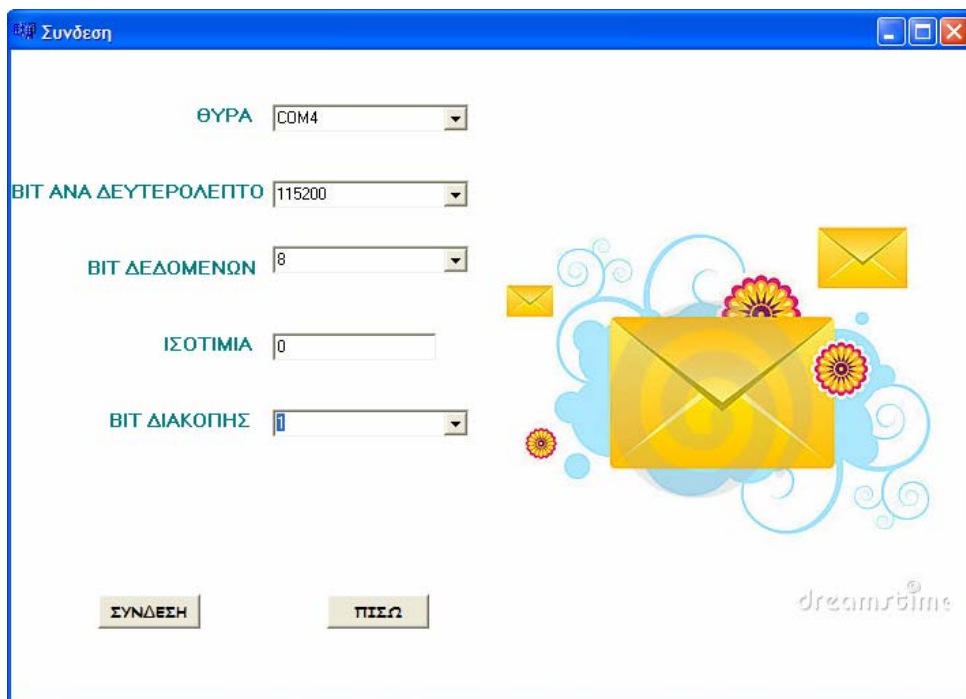 Συνδεση
ΘΥΡΑ COM4
ΒΙΤ ΑΝΑ ΔΕΥΤΕΡΟΛΕΠΤΟ 115200
ΒΙΤ ΔΕΔΟΜΕΝΩΝ 8
ΙΣΟΤΙΜΙΑ 0
ΒΙΤ ΔΙΑΚΟΠΗΣ 1
ΣΥΝΔΕΣΗ ΠΙΣΩ
dreamstime